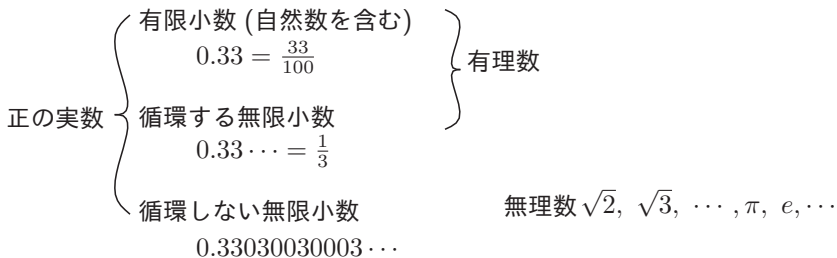 有限小数 (自然数を含む)
0.33 = 33/100
有理数
正の実数
循環する無限小数
0.33··· = 1/3
循環しない無限小数
無理数 √2, √3, ··· , π, e, ···
0.33030030003···